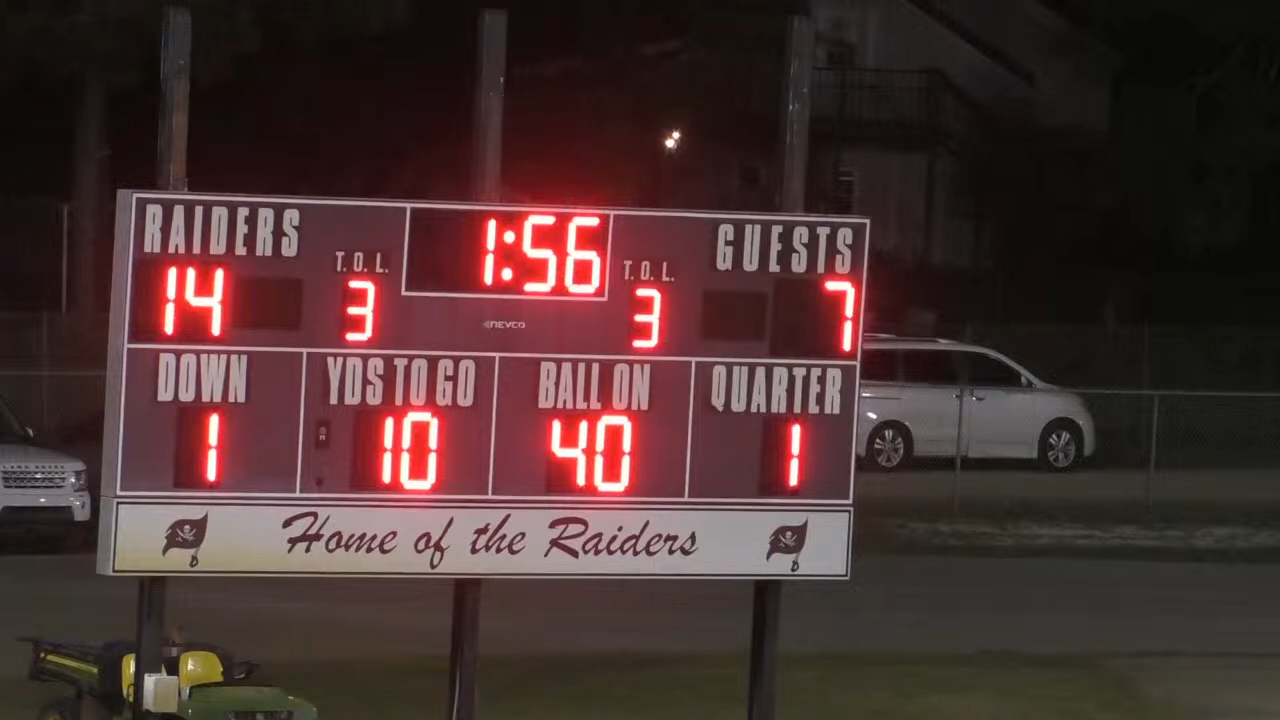 RAIDERS 1:56 GUESTS
T.O.L. T.O.L.
14 3 3 7
NEVCO
DOWN YDS TO GO BALL ON QUARTER
1 10 40 1
Home of the Raiders